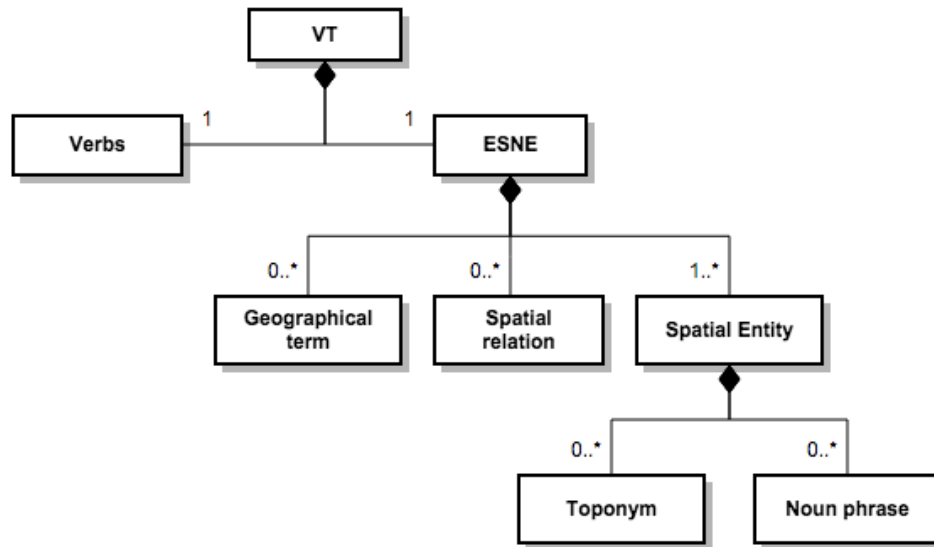 VT
1
1
Verbs
ESNE
0..*
0..*
1..*
Geographical
term
Spatial
relation
Spatial Entity
0..*
0..*
Toponym
Noun phrase